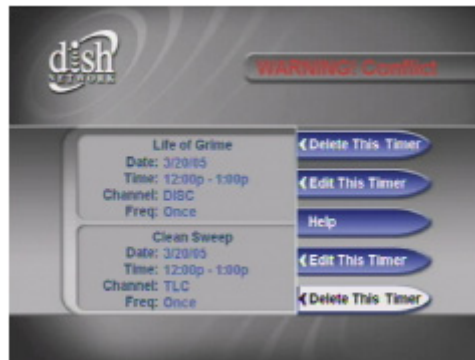 dish
NETWORK
WARNING! Conflict
Life of Grime
Date: 3/20/05
Time: 12:00p - 1:00p
Channel: DISC
Freq: Once
Delete This Timer
Edit This Timer
Help
Clean Sweep
Date: 3/20/05
Time: 12:00p - 1:00p
Channel: TLC
Freq: Once
Edit This Timer
Delete This Timer